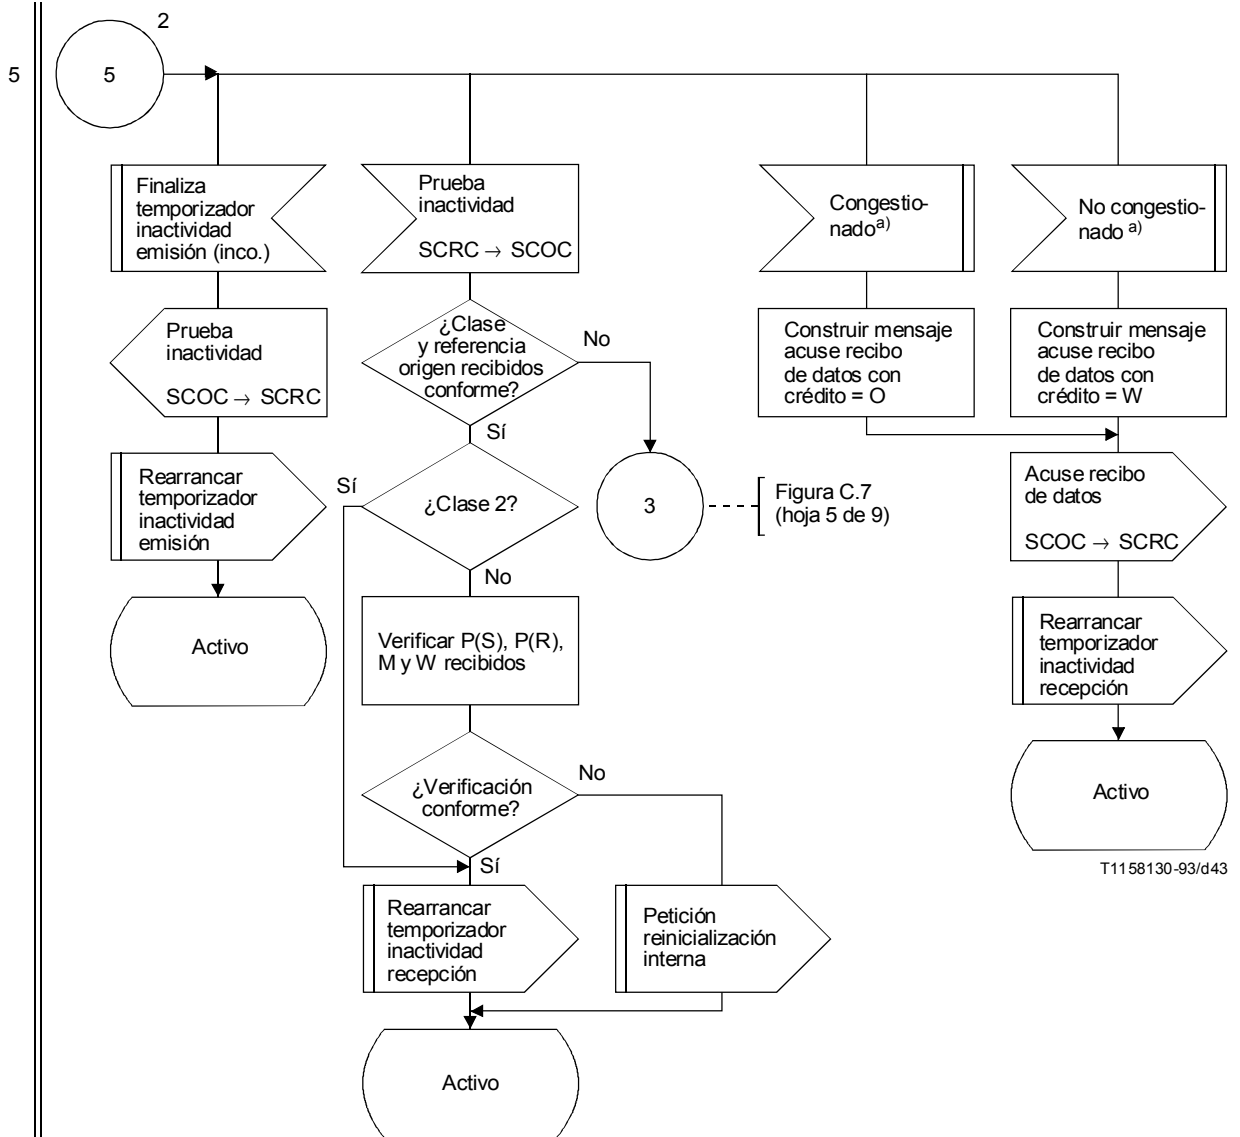 2
5
5
Finaliza
temporizador
inactividad
emisión (inco.)
Prueba
inactividad
SCRC → SCOC
Congestio-
nado a)
No congestio-
nado a)
Prueba
inactividad
SCOC → SCRC
¿Clase
y referencia
origen recibidos
conforme?
No
Sí
Construir mensaje
acuse recibo
de datos con
crédito = O
Construir mensaje
acuse recibo
de datos con
crédito = W
Rearrancar
temporizador
inactividad
emisión
Sí
¿Clase 2?
No
3
Figura C.7
(hoja 5 de 9)
Acuse recibo
de datos
SCOC → SCRC
Activo
Verificar P(S), P(R),
M y W recibidos
Rearrancar
temporizador
inactividad
recepción
¿Verificación
conforme?
No
Sí
Activo
T1158130-93/d43
Rearrancar
temporizador
inactividad
recepción
Petición
reinicialización
interna
Activo